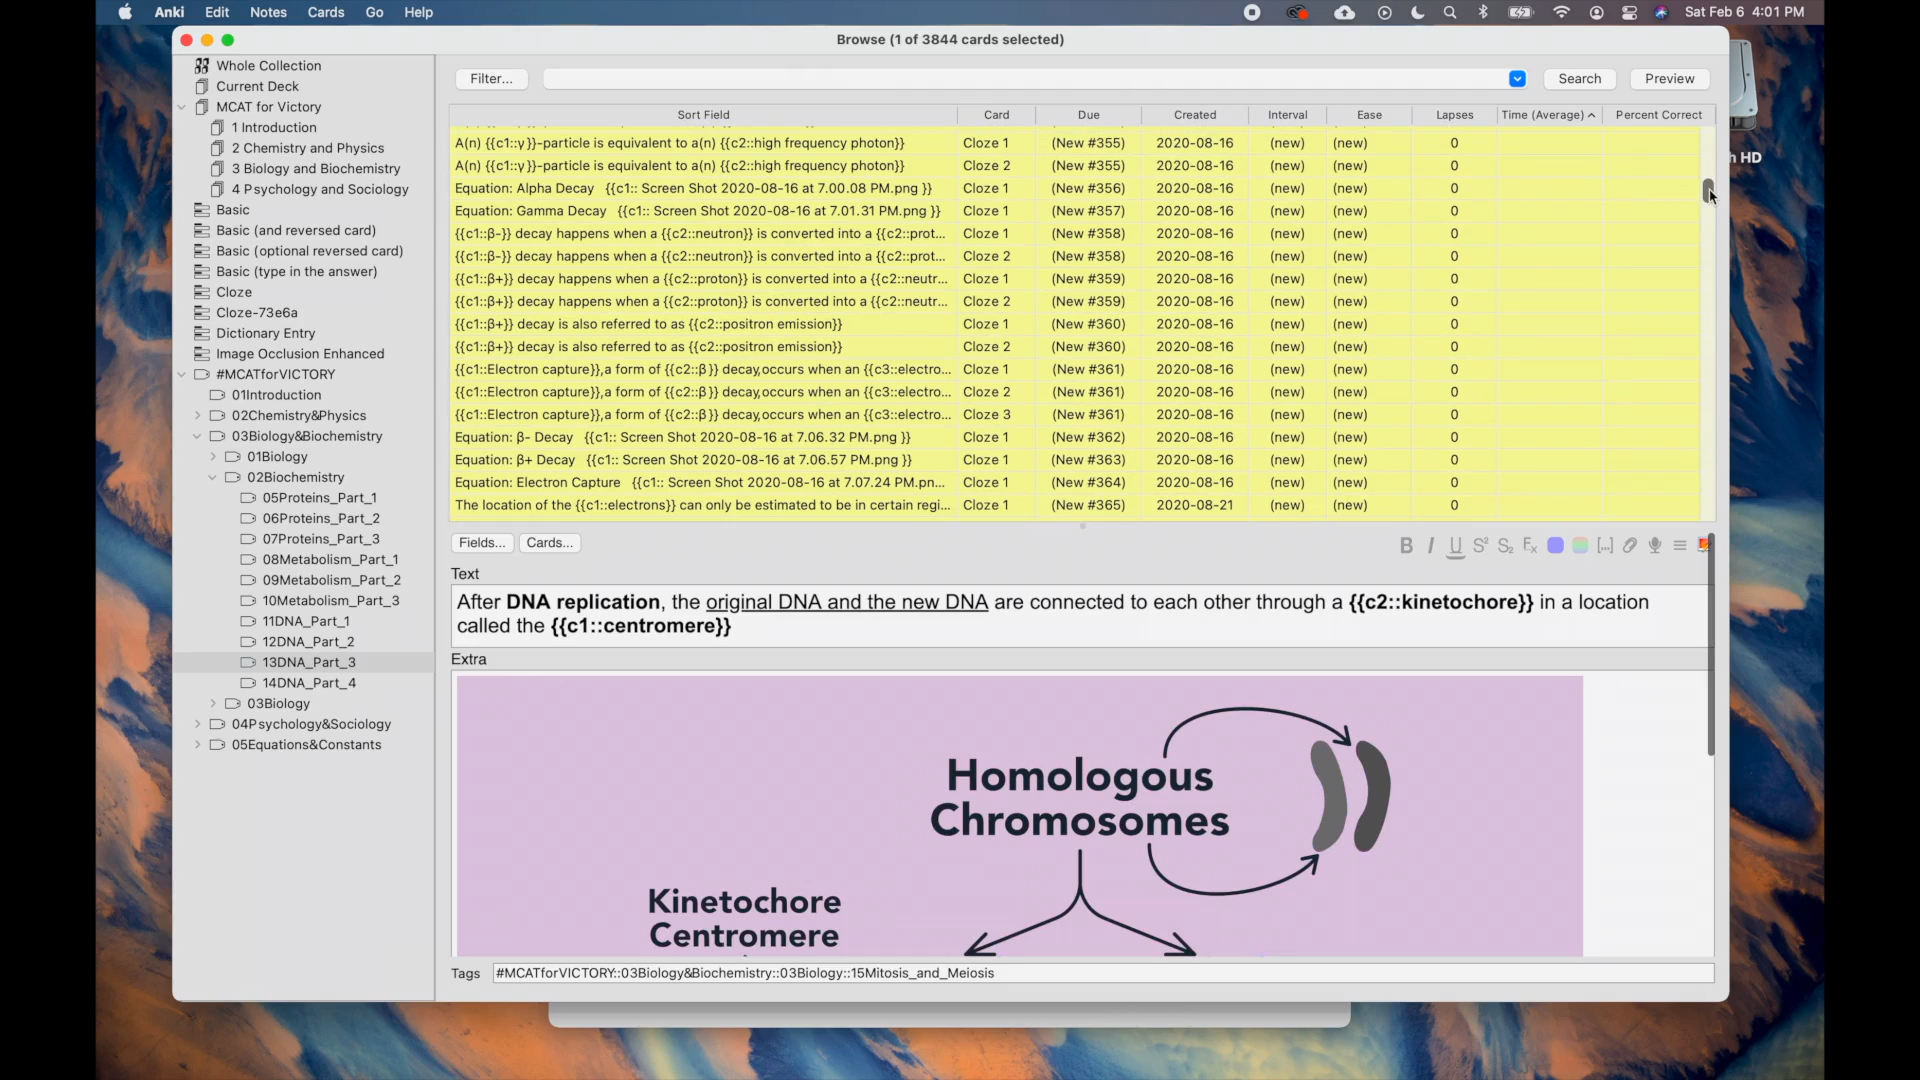 Anki Edit Notes Cards Go Help Sat Feb 6 4:01 PM
Browse (1 of 3844 cards selected)
Whole Collection
Current Deck
MCAT for Victory
1 Introduction
2 Chemistry and Physics
3 Biology and Biochemistry
4 Psychology and Sociology
Basic
Basic (and reversed card)
Basic (optional reversed card)
Basic (type in the answer)
Cloze
Cloze-73e6a
Dictionary Entry
Image Occlusion Enhanced
#MCATforVICTORY
01Introduction
02Chemistry&Physics
03Biology&Biochemistry
01Biology
02Biochemistry
05Proteins_Part_1
06Proteins_Part_2
07Proteins_Part_3
08Metabolism_Part_1
09Metabolism_Part_2
10Metabolism_Part_3
11DNA_Part_1
12DNA_Part_2
13DNA_Part_3
14DNA_Part_4
03Biology
04Psychology&Sociology
05Equations&Constants
Filter... Search Preview
Sort Field Card Due Created Interval Ease Lapses Time (Average) Percent Correct
A(n) {{c1::γ}}-particle is equivalent to a(n) {{c2::high frequency photon}} Cloze 1 (New #355) 2020-08-16 (new) (new) 0
A(n) {{c1::γ}}-particle is equivalent to a(n) {{c2::high frequency photon}} Cloze 2 (New #355) 2020-08-16 (new) (new) 0
Equation: Alpha Decay {{c1:: Screen Shot 2020-08-16 at 7.00.08 PM.png }} Cloze 1 (New #356) 2020-08-16 (new) (new) 0
Equation: Gamma Decay {{c1:: Screen Shot 2020-08-16 at 7.01.31 PM.png }} Cloze 1 (New #357) 2020-08-16 (new) (new) 0
{{c1::β-}} decay happens when a {{c2::neutron}} is converted into a {{c2::prot... Cloze 1 (New #358) 2020-08-16 (new) (new) 0
{{c1::β-}} decay happens when a {{c2::neutron}} is converted into a {{c2::prot... Cloze 2 (New #358) 2020-08-16 (new) (new) 0
{{c1::β+}} decay happens when a {{c2::proton}} is converted into a {{c2::neutr... Cloze 1 (New #359) 2020-08-16 (new) (new) 0
{{c1::β+}} decay happens when a {{c2::proton}} is converted into a {{c2::neutr... Cloze 2 (New #359) 2020-08-16 (new) (new) 0
{{c1::β+}} decay is also referred to as {{c2::positron emission}} Cloze 1 (New #360) 2020-08-16 (new) (new) 0
{{c1::β+}} decay is also referred to as {{c2::positron emission}} Cloze 2 (New #360) 2020-08-16 (new) (new) 0
{{c1::Electron capture}},a form of {{c2::β}} decay,occurs when an {{c3::electro... Cloze 1 (New #361) 2020-08-16 (new) (new) 0
{{c1::Electron capture}},a form of {{c2::β}} decay,occurs when an {{c3::electro... Cloze 2 (New #361) 2020-08-16 (new) (new) 0
{{c1::Electron capture}},a form of {{c2::β}} decay,occurs when an {{c3::electro... Cloze 3 (New #361) 2020-08-16 (new) (new) 0
Equation: β- Decay {{c1:: Screen Shot 2020-08-16 at 7.06.32 PM.png }} Cloze 1 (New #362) 2020-08-16 (new) (new) 0
Equation: β+ Decay {{c1:: Screen Shot 2020-08-16 at 7.06.57 PM.png }} Cloze 1 (New #363) 2020-08-16 (new) (new) 0
Equation: Electron Capture {{c1:: Screen Shot 2020-08-16 at 7.07.24 PM.pn... Cloze 1 (New #364) 2020-08-16 (new) (new) 0
The location of the {{c1::electrons}} can only be estimated to be in certain regi... Cloze 1 (New #365) 2020-08-21 (new) (new) 0
Fields... Cards...
Text
After DNA replication, the original DNA and the new DNA are connected to each other through a {{c2::kinetochore}} in a location
called the {{c1::centromere}}
Extra
Homologous
Chromosomes
Kinetochore
Centromere
Tags #MCATforVICTORY::03Biology&Biochemistry::03Biology::15Mitosis_and_Meiosis
h HD